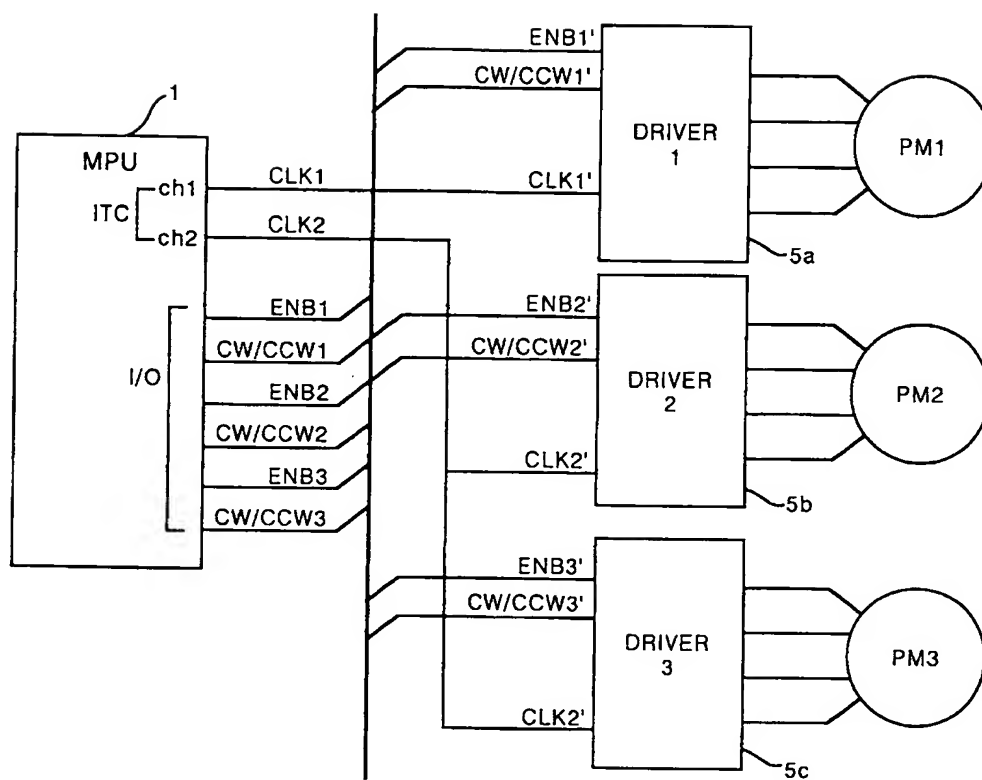 1
MPU
ITC
ch1
ch2
I/O
CLK1
CLK2
ENB1
CW/CCW1
ENB2
CW/CCW2
ENB3
CW/CCW3
ENB1'
CW/CCW1'
CLK1'
DRIVER
1
5a
PM1
ENB2'
CW/CCW2'
CLK2'
DRIVER
2
5b
PM2
ENB3'
CW/CCW3'
CLK2'
DRIVER
3
5c
PM3